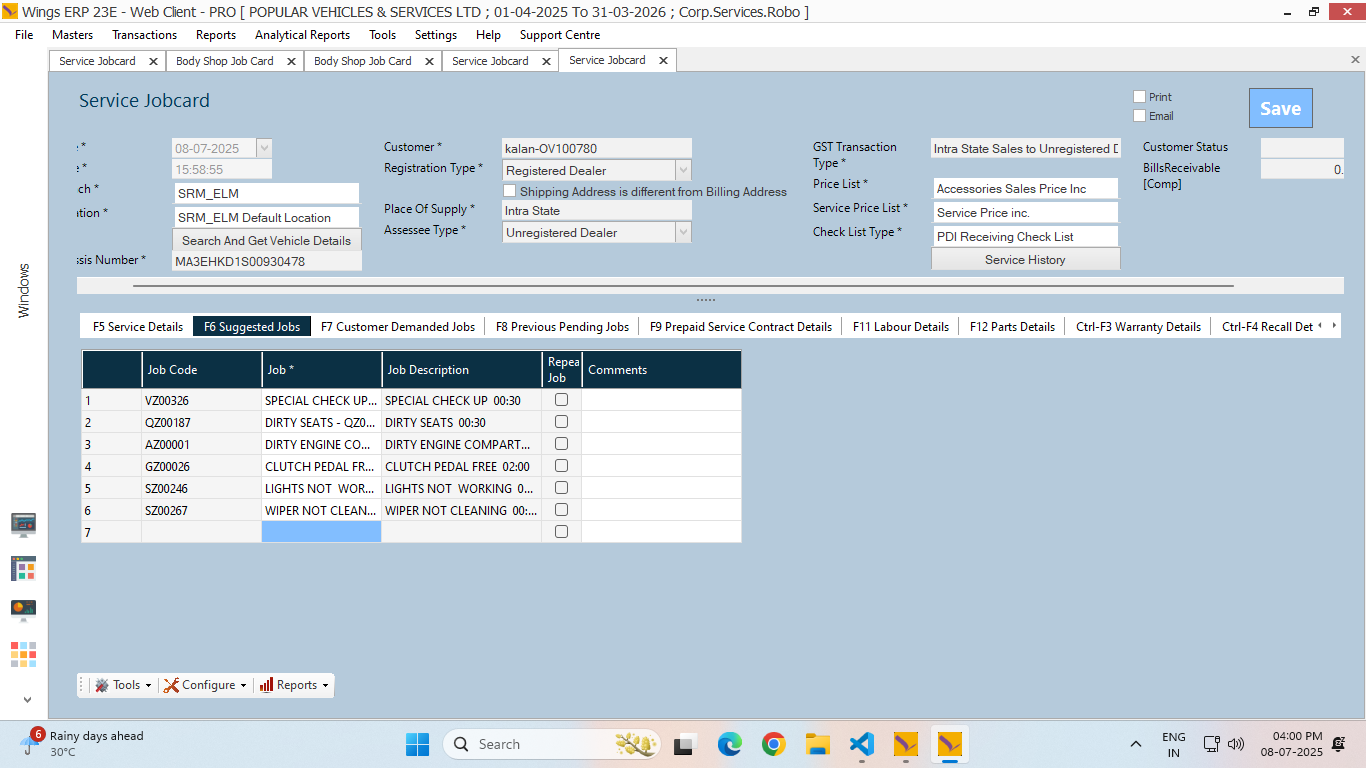 Wings ERP 23E - Web Client - PRO [ POPULAR VEHICLES & SERVICES LTD ; 01-04-2025 To 31-03-2026 ; Corp.Services.Robo ]
File Masters Transactions Reports Analytical Reports Tools Settings Help Support Centre
Service Jobcard Body Shop Job Card Body Shop Job Card Service Jobcard Service Jobcard
Service Jobcard
Print
Email
Save
* 08-07-2025
* 15:58:55
ch * SRM_ELM
ation * SRM_ELM Default Location
Search And Get Vehicle Details
ssis Number * MA3EHKD1S00930478
Customer * kalan-OV100780
Registration Type * Registered Dealer
Shipping Address is different from Billing Address
Place Of Supply * Intra State
Assessee Type * Unregistered Dealer
GST Transaction Type * Intra State Sales to Unregistered D
Price List * Accessories Sales Price Inc
Service Price List * Service Price inc.
Check List Type * PDI Receiving Check List
Service History
Customer Status
BillsReceivable [Comp] 0.
Windows
F5 Service Details F6 Suggested Jobs F7 Customer Demanded Jobs F8 Previous Pending Jobs F9 Prepaid Service Contract Details F11 Labour Details F12 Parts Details Ctrl-F3 Warranty Details Ctrl-F4 Recall Det
Job Code Job * Job Description Repea Job Comments
1 VZ00326 SPECIAL CHECK UP... SPECIAL CHECK UP 00:30
2 QZ00187 DIRTY SEATS - QZ0... DIRTY SEATS 00:30
3 AZ00001 DIRTY ENGINE CO... DIRTY ENGINE COMPART...
4 GZ00026 CLUTCH PEDAL FR... CLUTCH PEDAL FREE 02:00
5 SZ00246 LIGHTS NOT WOR... LIGHTS NOT WORKING 0...
6 SZ00267 WIPER NOT CLEAN... WIPER NOT CLEANING 00:...
7
Tools Configure Reports
6 Rainy days ahead
30°C
Search
ENG
IN
04:00 PM
08-07-2025